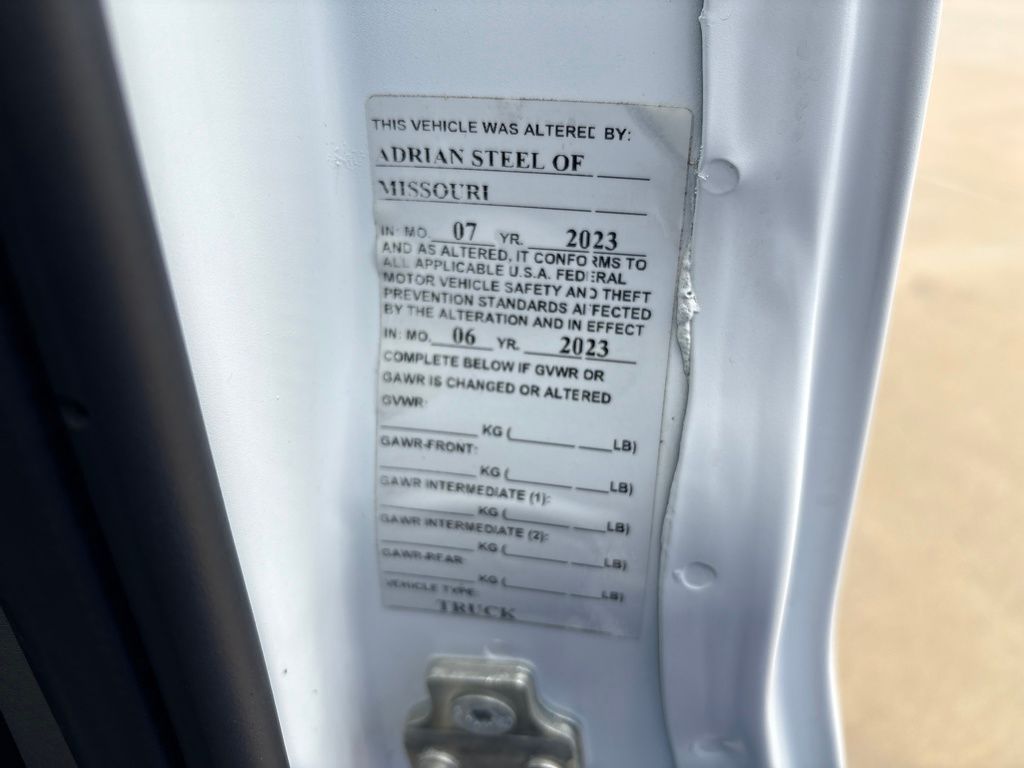 THIS VEHICLE WAS ALTERED BY:
ADRIAN STEEL OF
MISSOURI
IN: MO. 07 YR. 2023
AND AS ALTERED, IT CONFORMS TO
ALL APPLICABLE U.S.A. FEDERAL
MOTOR VEHICLE SAFETY AND THEFT
PREVENTION STANDARDS AFFECTED
BY THE ALTERATION AND IN EFFECT
IN: MO. 06 YR. 2023
COMPLETE BELOW IF GVWR OR
GAWR IS CHANGED OR ALTERED
GVWR:
KG ( LB)
GAWR-FRONT:
KG ( LB)
GAWR INTERMEDIATE (1):
KG ( LB)
GAWR INTERMEDIATE (2):
KG ( LB)
GAWR-REAR
KG ( LB)
VEHICLE TYPE:
TRUCK